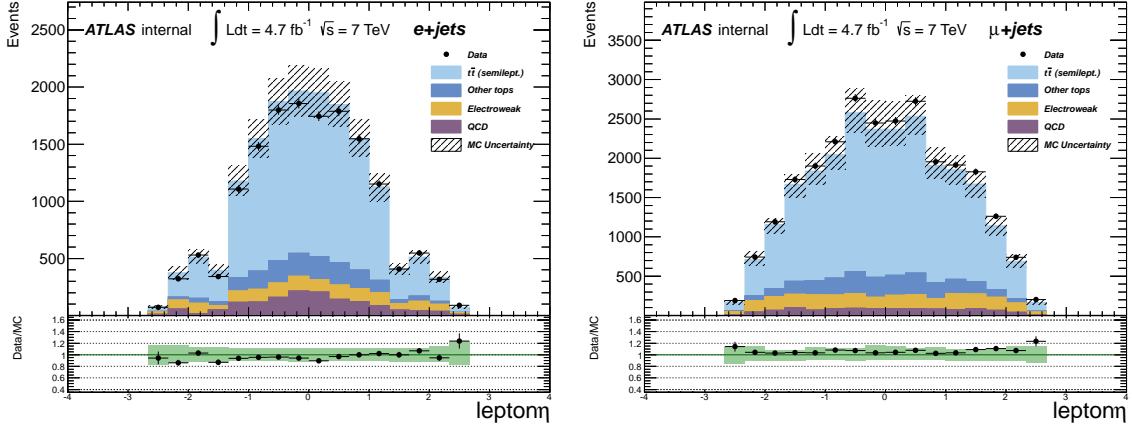 Events
ATLAS internal ∫ Ldt = 4.7 fb⁻¹ √s = 7 TeV e+jets
Data
tt̄ (semilept.)
Other tops
Electroweak
QCD
MC Uncertainty
2500
2000
1500
1000
500
Data/MC
1.6
1.4
1.2
1
0.8
0.6
0.4
-4 -3 -2 -1 0 1 2 3 4
leptonη
Events
ATLAS internal ∫ Ldt = 4.7 fb⁻¹ √s = 7 TeV μ+jets
Data
tt̄ (semilept.)
Other tops
Electroweak
QCD
MC Uncertainty
3500
3000
2500
2000
1500
1000
500
Data/MC
1.6
1.4
1.2
1
0.8
0.6
0.4
-4 -3 -2 -1 0 1 2 3 4
leptonη